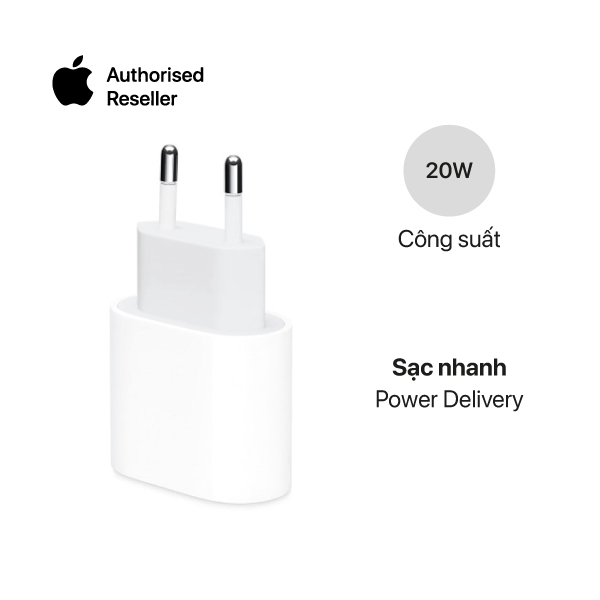 Authorised
Reseller
20W
Công suất
Sạc nhanh
Power Delivery